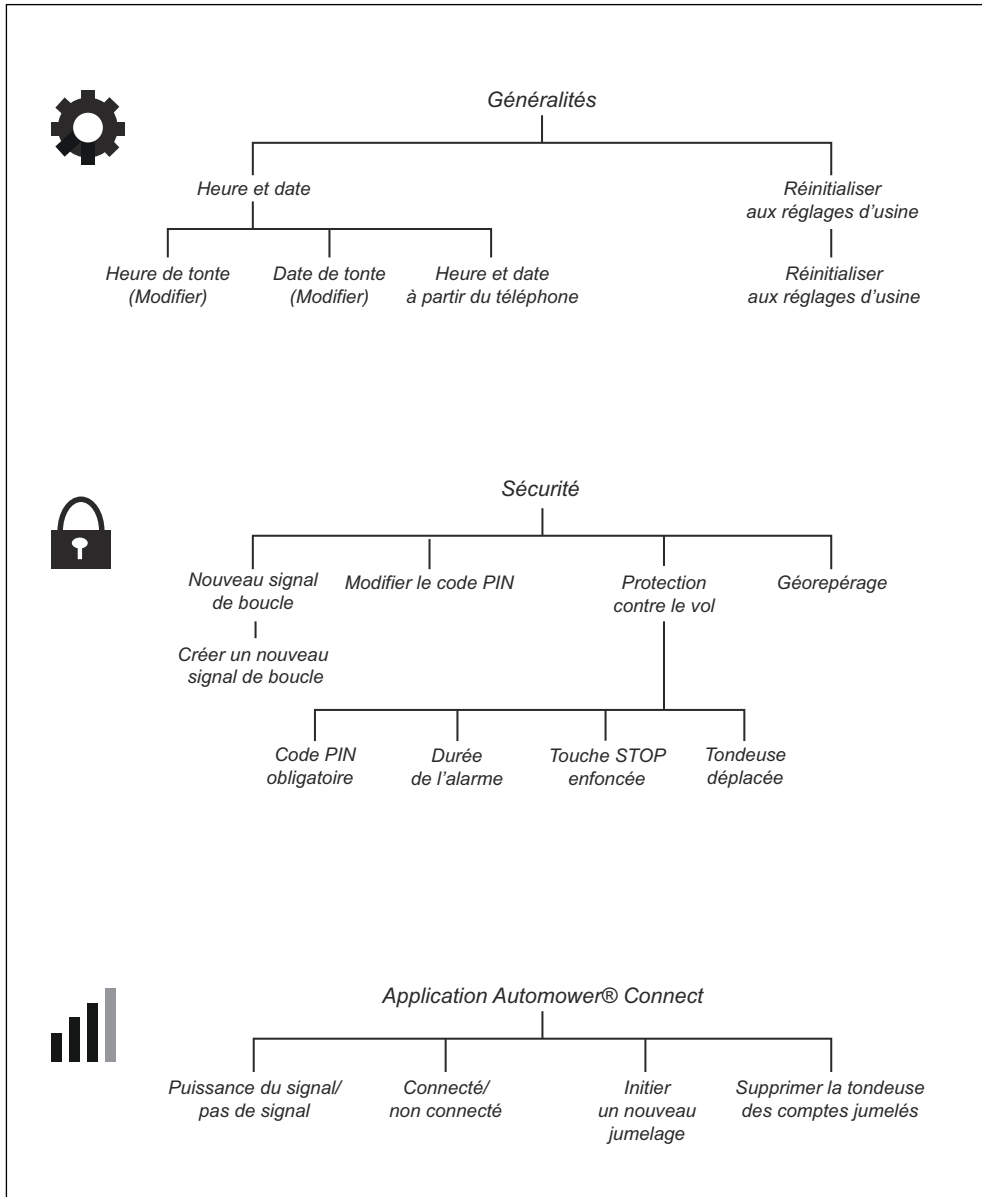 Généralités
Heure et date
Réinitialiser
aux réglages d'usine
Heure de tonte
(Modifier)
Date de tonte
(Modifier)
Heure et date
à partir du téléphone
Réinitialiser
aux réglages d'usine
Sécurité
Nouveau signal
de boucle
Modifier le code PIN
Protection
contre le vol
Géorepérage
Créer un nouveau
signal de boucle
Code PIN
obligatoire
Durée
de l'alarme
Touche STOP
enfoncée
Tondeuse
déplacée
Application Automower® Connect
Puissance du signal/
pas de signal
Connecté/
non connecté
Initier
un nouveau
jumelage
Supprimer la tondeuse
des comptes jumelés